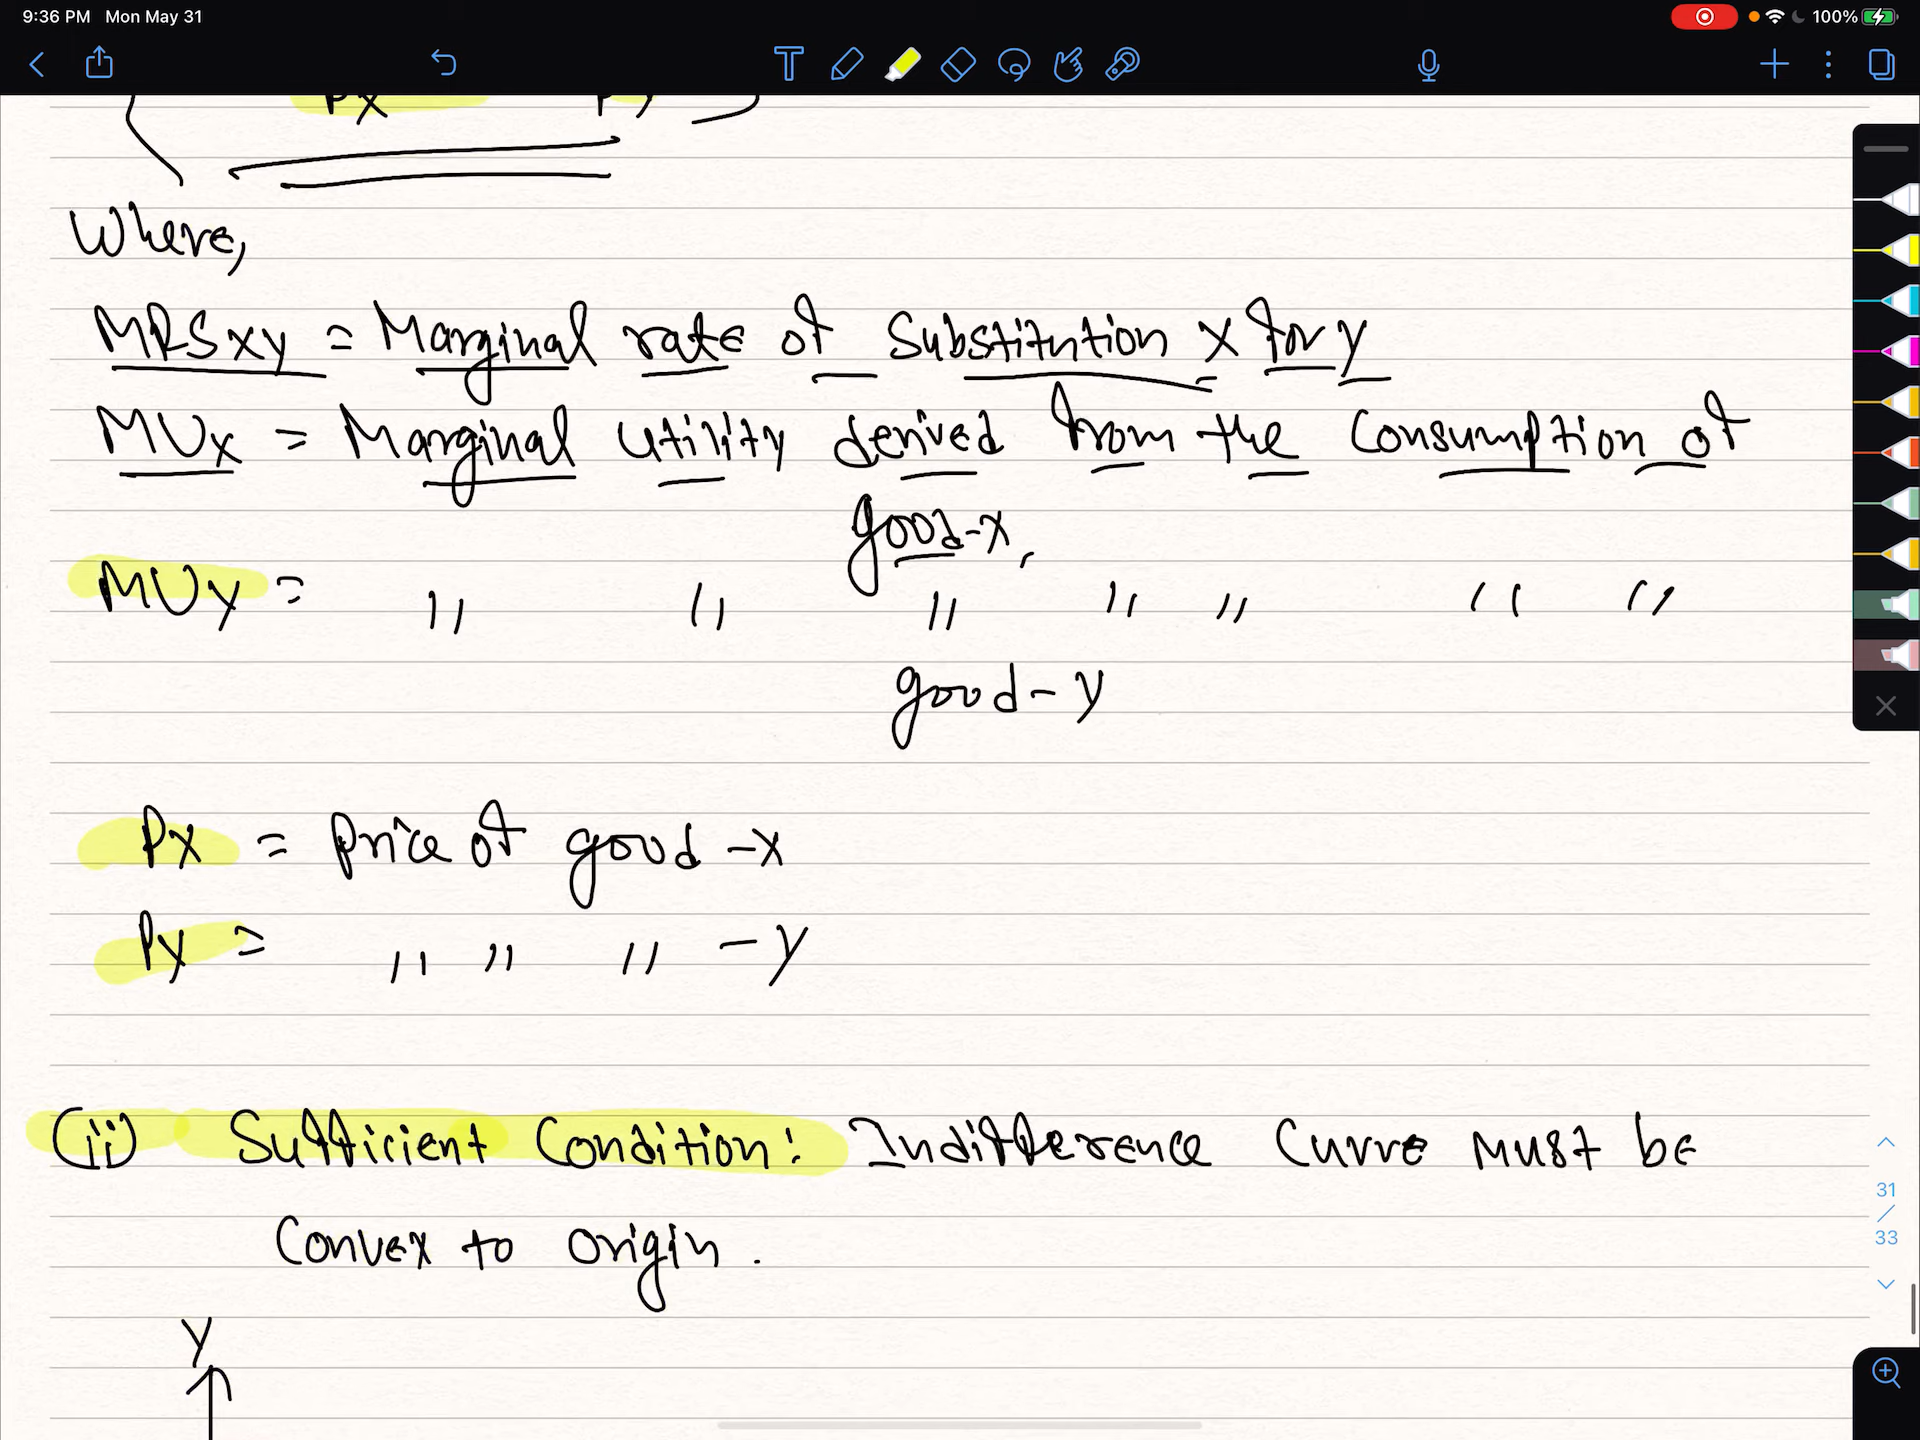 9:36 PM Mon May 31
100%
Px Py
Where,
MRSxy = Marginal rate of Substitution x for y
MUx = Marginal utility derived from the Consumption of
good-x,
MUy = " " " " " " "
good-y
Px = Price of good -x
Py = " " " -y
(ii) Sufficient Condition: Indifference Curve must be
Convex to origin.
Y
31
/
33